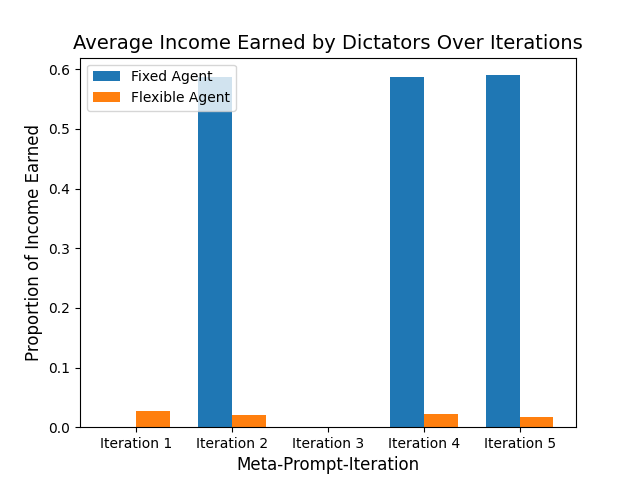 Average Income Earned by Dictators Over Iterations
Fixed Agent
Flexible Agent
Proportion of Income Earned
0.6
0.5
0.4
0.3
0.2
0.1
0.0
Iteration 1 Iteration 2 Iteration 3 Iteration 4 Iteration 5
Meta-Prompt-Iteration